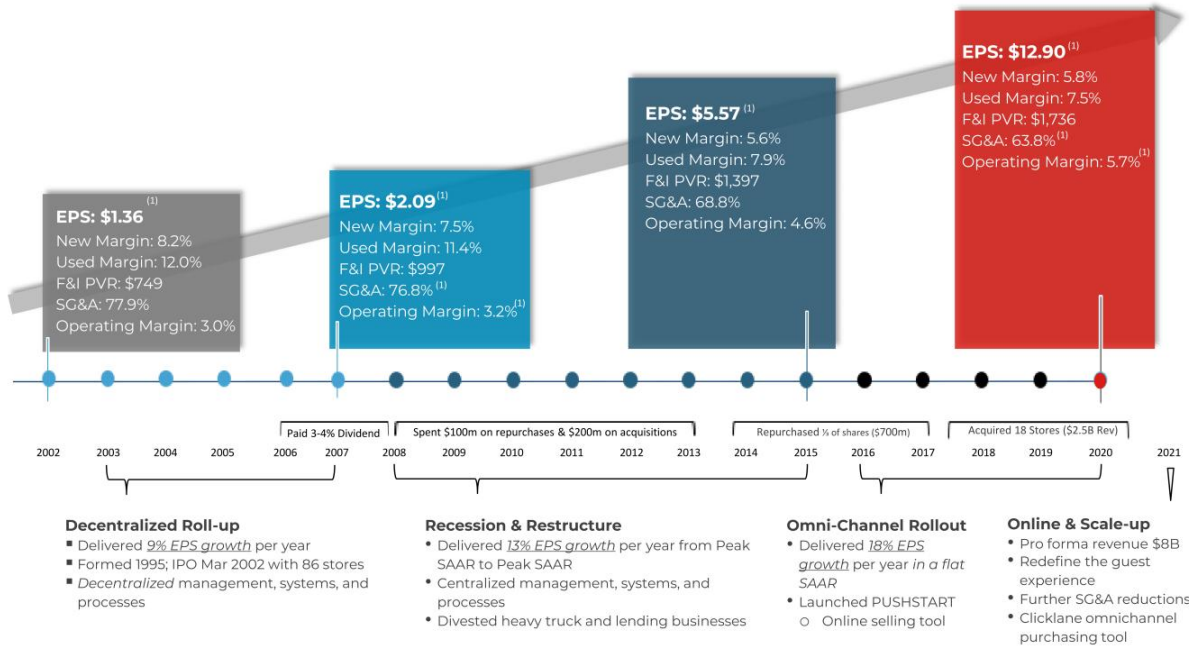 EPS: $1.36 (1)
New Margin: 8.2%
Used Margin: 12.0%
F&I PVR: $749
SG&A: 77.9%
Operating Margin: 3.0%
EPS: $2.09 (1)
New Margin: 7.5%
Used Margin: 11.4%
F&I PVR: $997
SG&A: 76.8% (1)
Operating Margin: 3.2% (1)
EPS: $5.57 (1)
New Margin: 5.6%
Used Margin: 7.9%
F&I PVR: $1,397
SG&A: 68.8%
Operating Margin: 4.6%
EPS: $12.90 (1)
New Margin: 5.8%
Used Margin: 7.5%
F&I PVR: $1,736
SG&A: 63.8% (1)
Operating Margin: 5.7% (1)
Paid 3-4% Dividend
Spent $100m on repurchases & $200m on acquisitions
Repurchased ⅓ of shares ($700m)
Acquired 18 Stores ($2.5B Rev)
2002 2003 2004 2005 2006 2007 2008 2009 2010 2011 2012 2013 2014 2015 2016 2017 2018 2019 2020 2021
Decentralized Roll-up
▪ Delivered 9% EPS growth per year
▪ Formed 1995; IPO Mar 2002 with 86 stores
▪ Decentralized management, systems, and
processes
Recession & Restructure
• Delivered 13% EPS growth per year from Peak
SAAR to Peak SAAR
• Centralized management, systems, and
processes
• Divested heavy truck and lending businesses
Omni-Channel Rollout
• Delivered 18% EPS
growth per year in a flat
SAAR
• Launched PUSHSTART
○ Online selling tool
Online & Scale-up
• Pro forma revenue $8B
• Redefine the guest
experience
• Further SG&A reductions
• Clicklane omnichannel
purchasing tool